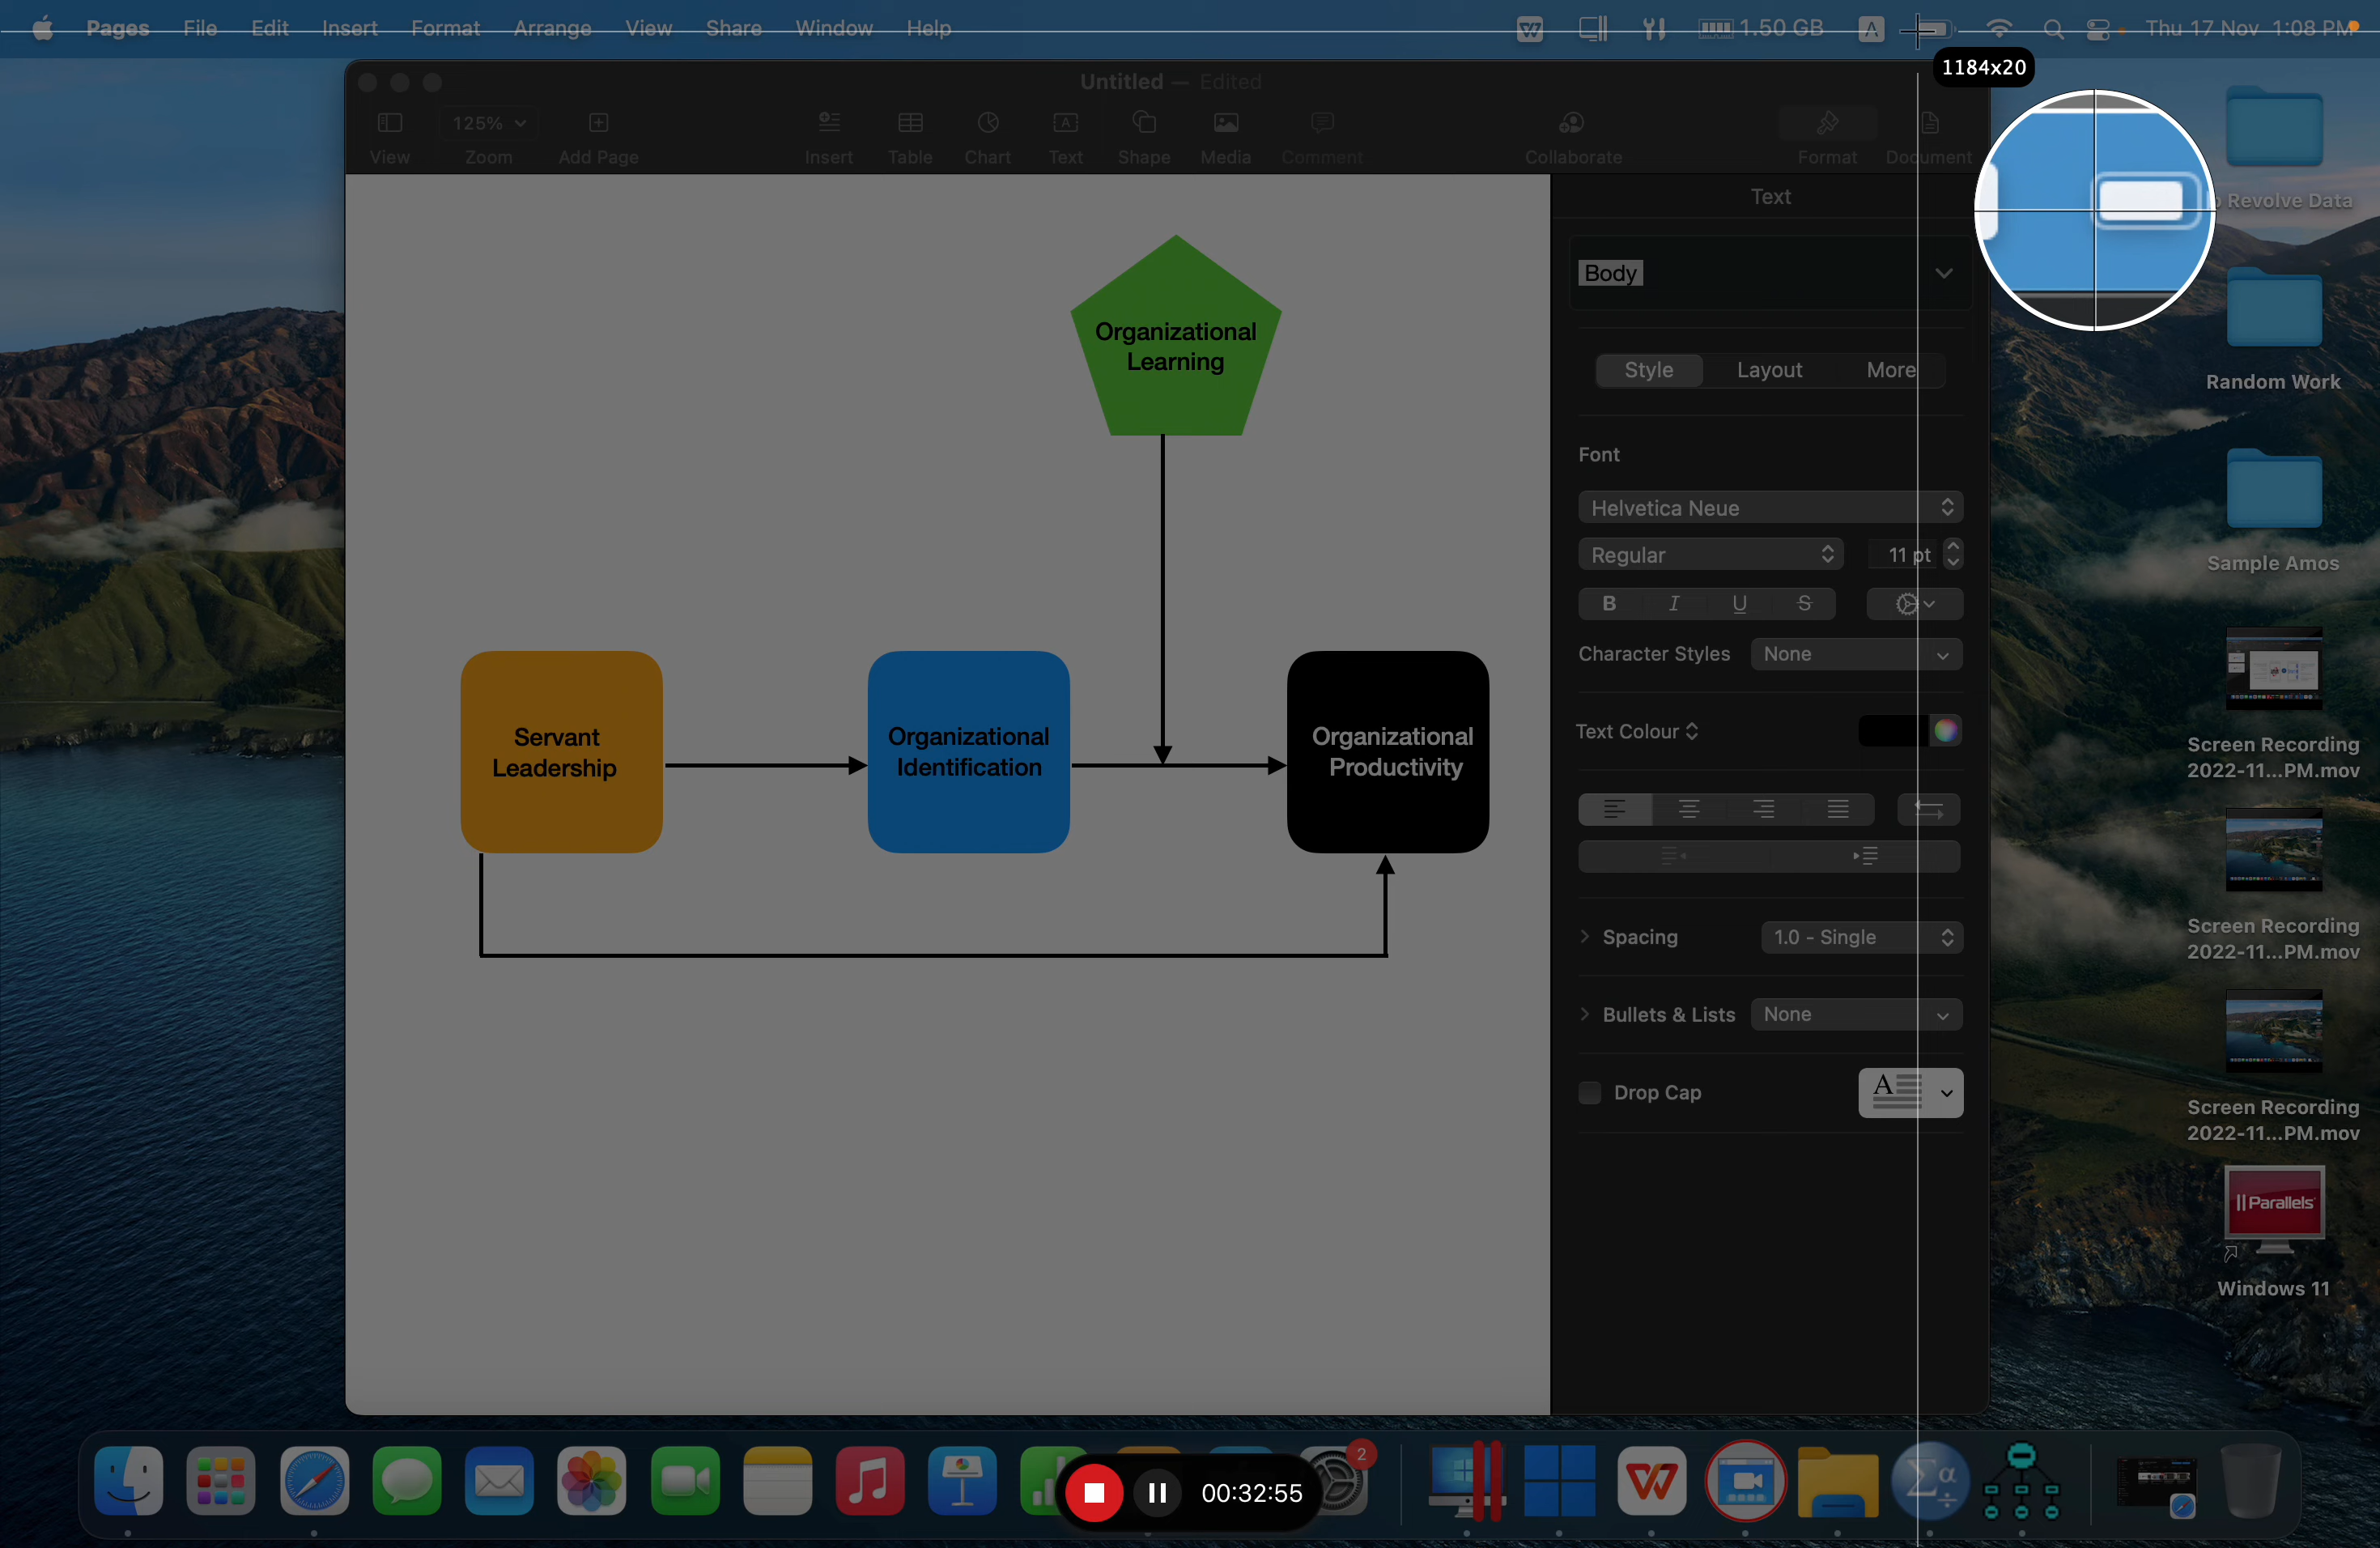 Pages File Edit Insert Format Arrange View Share Window Help
1.50 GB A Thu 17 Nov 1:08 PM
1184x20
Untitled — Edited
125%
View Zoom Add Page Insert Table Chart Text Shape Media Comment Collaborate Format Document
Text
Body
Style Layout More
Font
Helvetica Neue
Regular 11 pt
B I U S
Character Styles None
Text Colour
Spacing 1.0 - Single
Bullets & Lists None
Drop Cap A
Organizational
Learning
Servant
Leadership
Organizational
Identification
Organizational
Productivity
Revolve Data
Random Work
Sample Amos
Screen Recording
2022-11...PM.mov
Screen Recording
2022-11...PM.mov
Screen Recording
2022-11...PM.mov
Parallels
Windows 11
2
00:32:55
Σα÷